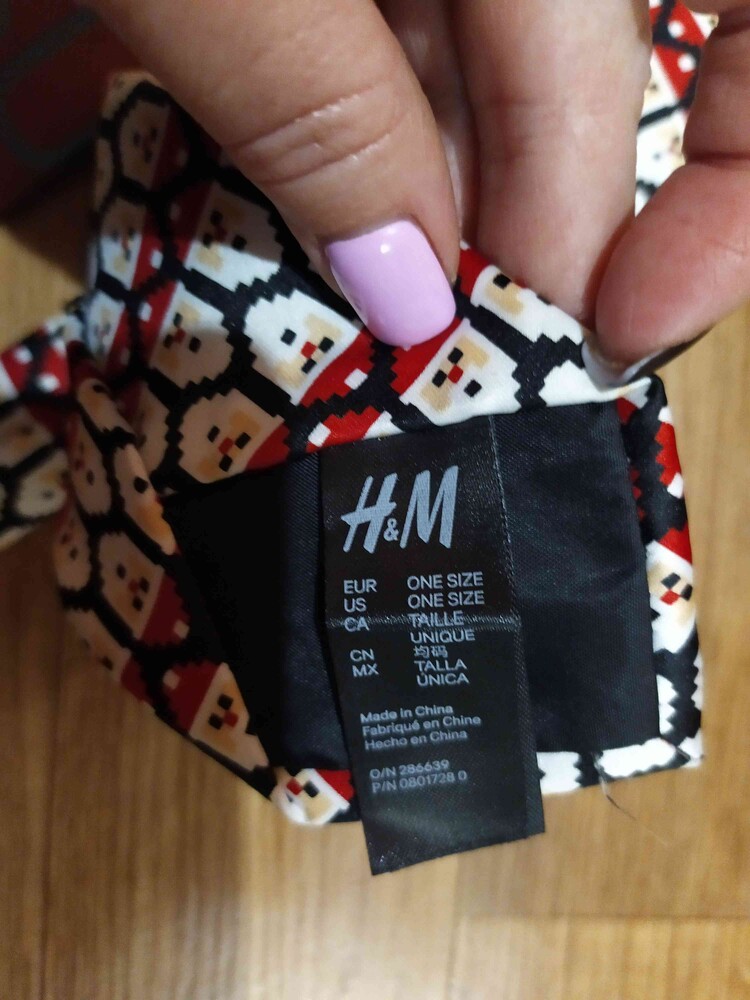 H&M
EUR ONE SIZE
US ONE SIZE
CA TAILLE
UNIQUE
CN 均码
MX TALLA
ÚNICA
Made in China
Fabriqué en Chine
Hecho en China
O/N 286639
P/N 0801728 0